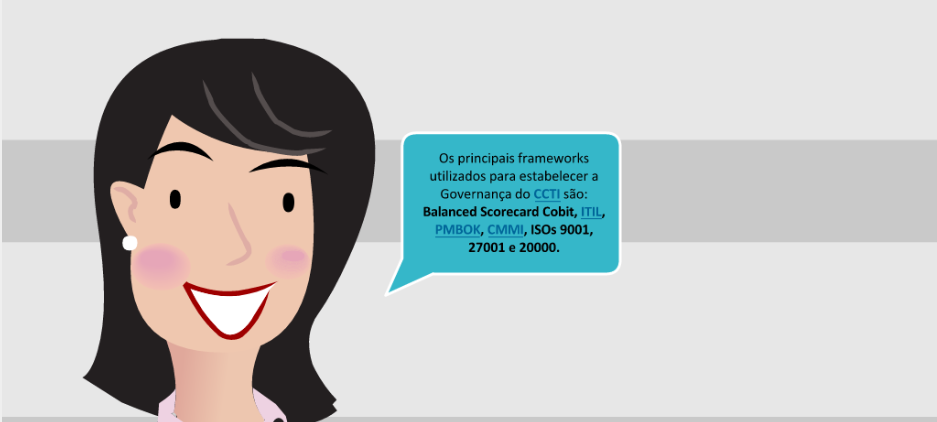 Os principais frameworks
utilizados para estabelecer a
Governança do CCTI são:
Balanced Scorecard Cobit, ITIL,
PMBOK, CMMI, ISOs 9001,
27001 e 20000.